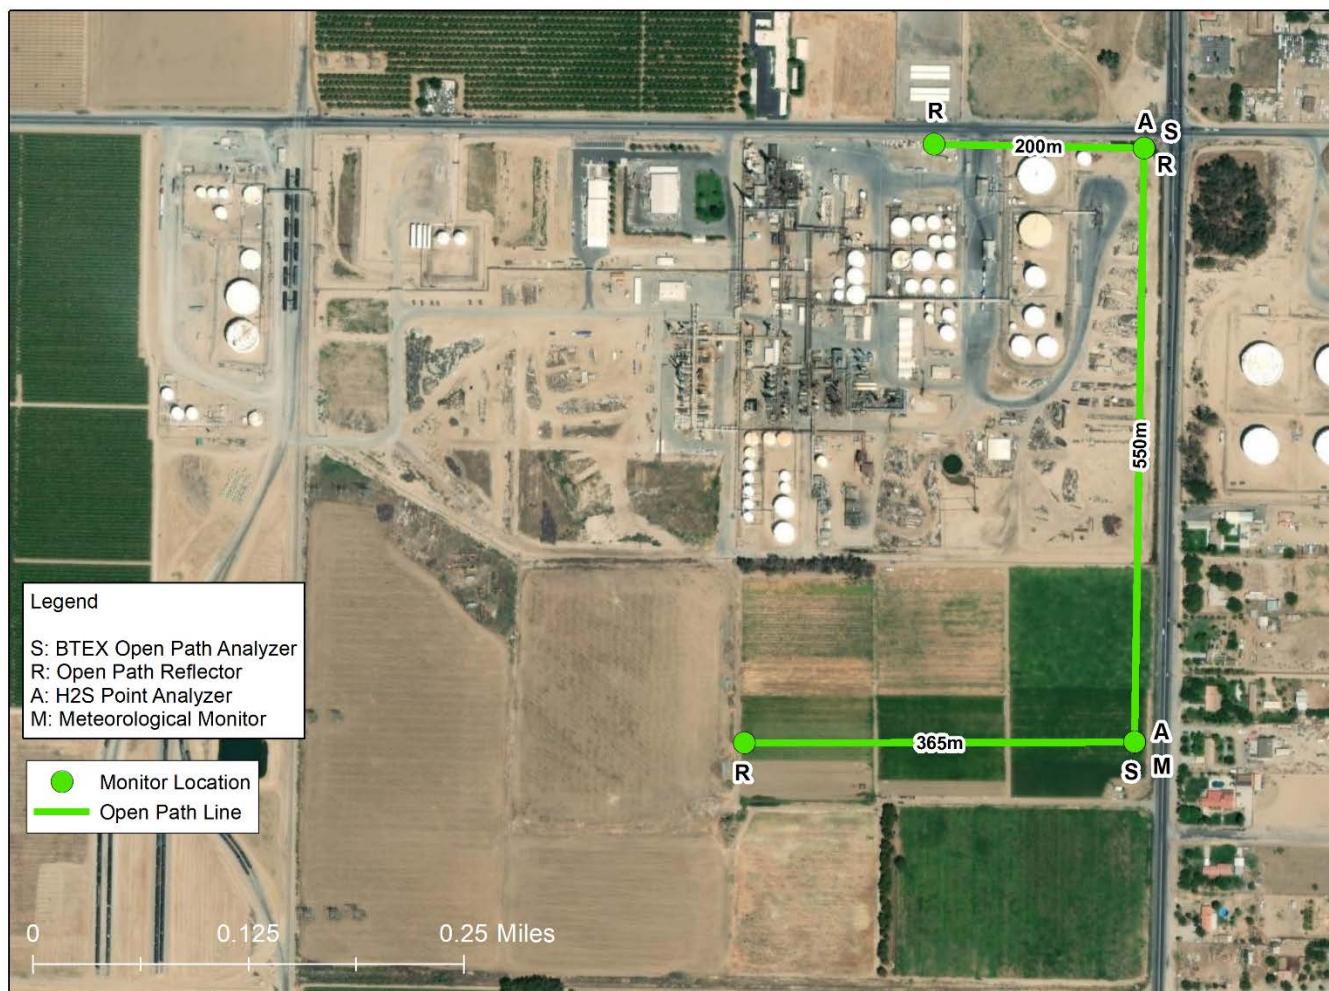 R
A S
200m
R
550m
Legend
S: BTEX Open Path Analyzer
R: Open Path Reflector
A: H2S Point Analyzer
M: Meteorological Monitor
A
365m
R
S M
Monitor Location
Open Path Line
0 0.125 0.25 Miles